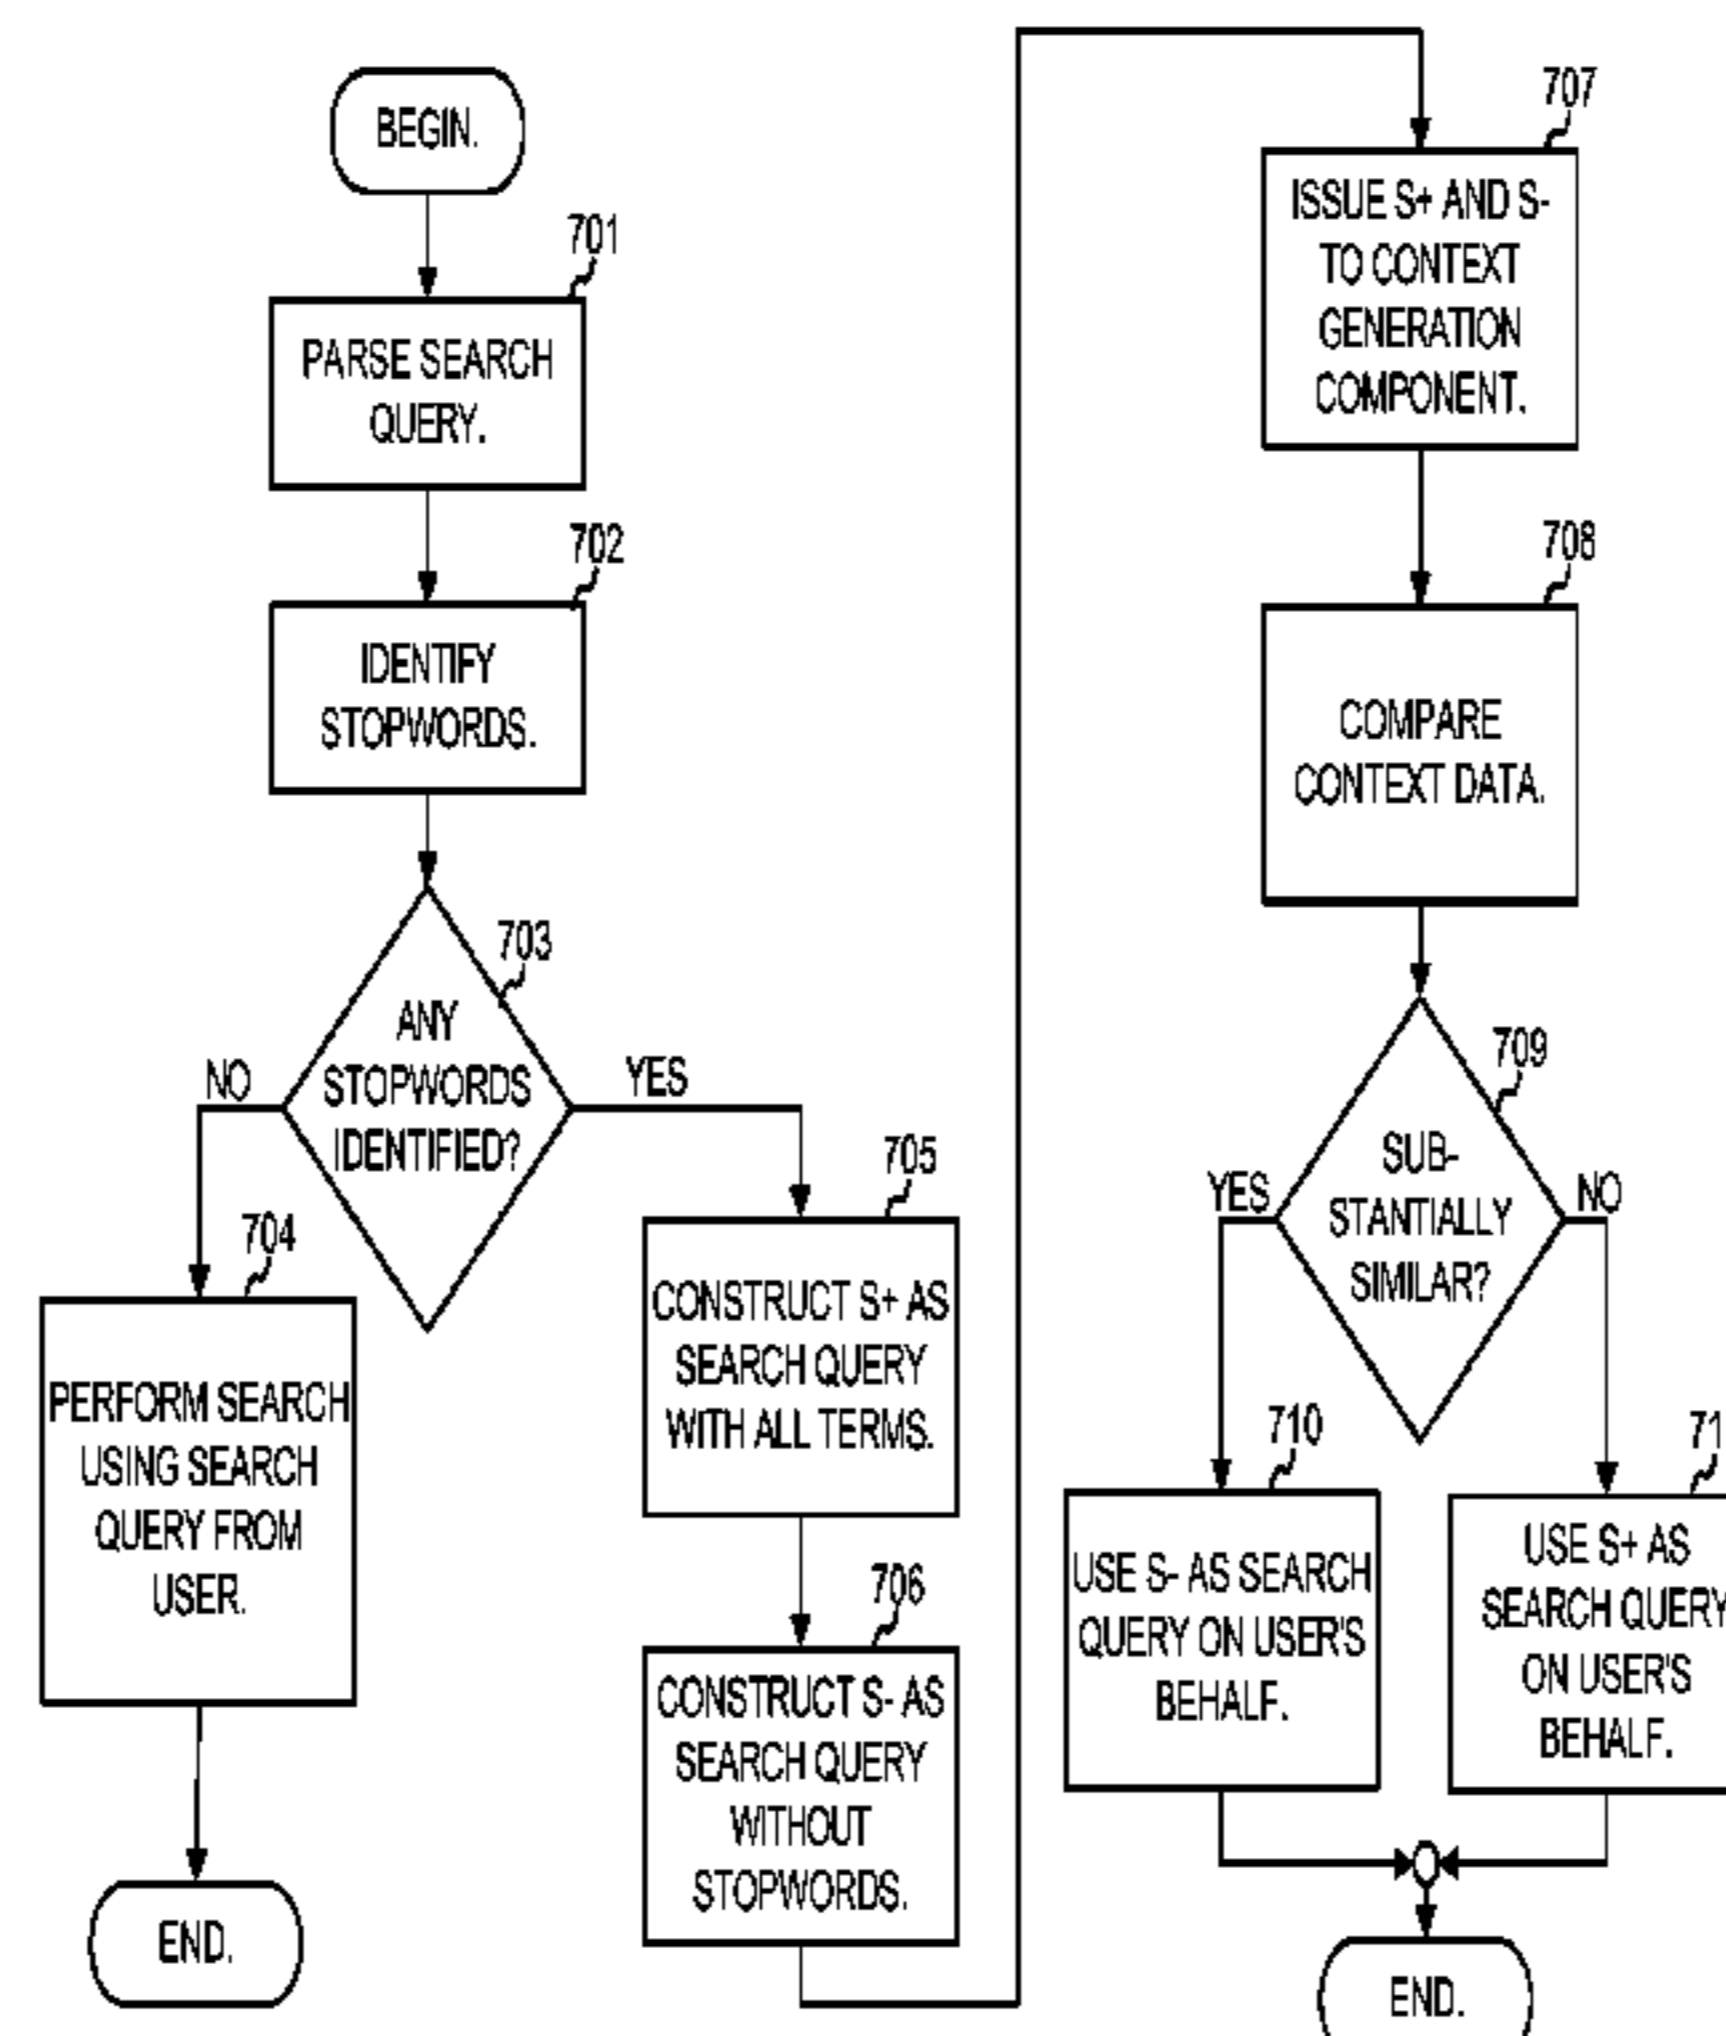 BEGIN.
701
PARSE SEARCH
QUERY.
702
IDENTIFY
STOPWORDS.
703
ANY
STOPWORDS
IDENTIFIED?
NO
YES
704
PERFORM SEARCH
USING SEARCH
QUERY FROM
USER.
END.
705
CONSTRUCT S+ AS
SEARCH QUERY
WITH ALL TERMS.
706
CONSTRUCT S- AS
SEARCH QUERY
WITHOUT
STOPWORDS.
707
ISSUE S+ AND S-
TO CONTEXT
GENERATION
COMPONENT.
708
COMPARE
CONTEXT DATA.
709
SUB-
STANTIALLY
SIMILAR?
YES
NO
710
USE S- AS SEARCH
QUERY ON USER'S
BEHALF.
71
USE S+ AS
SEARCH QUERY
ON USER'S
BEHALF.
END.